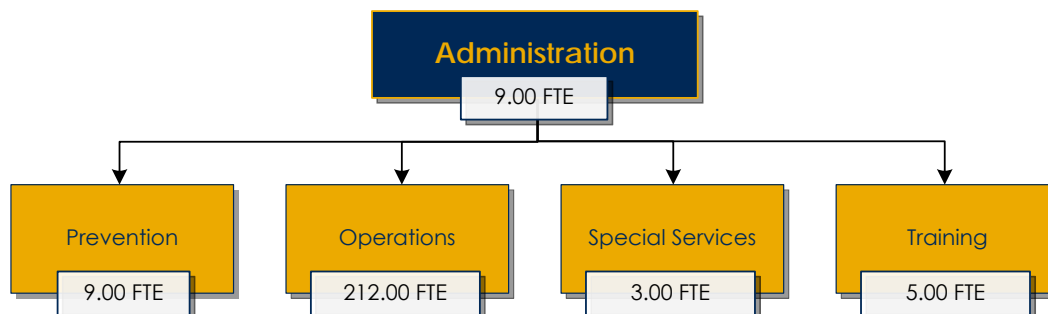 Administration
9.00 FTE
Prevention
9.00 FTE
Operations
212.00 FTE
Special Services
3.00 FTE
Training
5.00 FTE